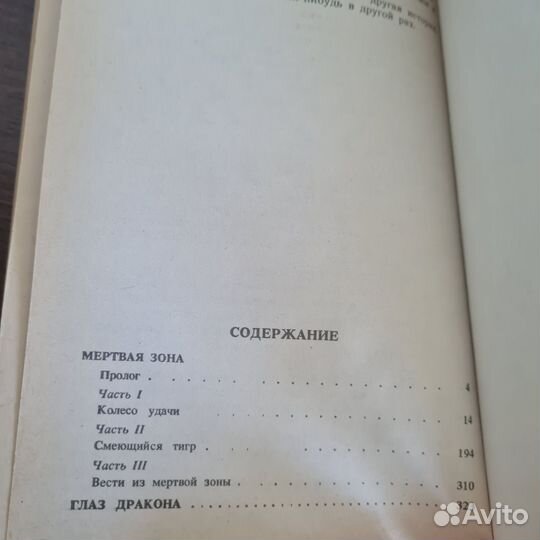 другая истори
нибудь в другой раз.
СОДЕРЖАНИЕ
МЕРТВАЯ ЗОНА
Пролог . . . . . . . . . . . 4
Часть I
Колесо удачи . . . . . . . . . 14
Часть II
Смеющийся тигр . . . . . . . . 194
Часть III
Вести из мертвой зоны . . . . . . 310
ГЛАЗ ДРАКОНА . . . . . . . . .
Avito